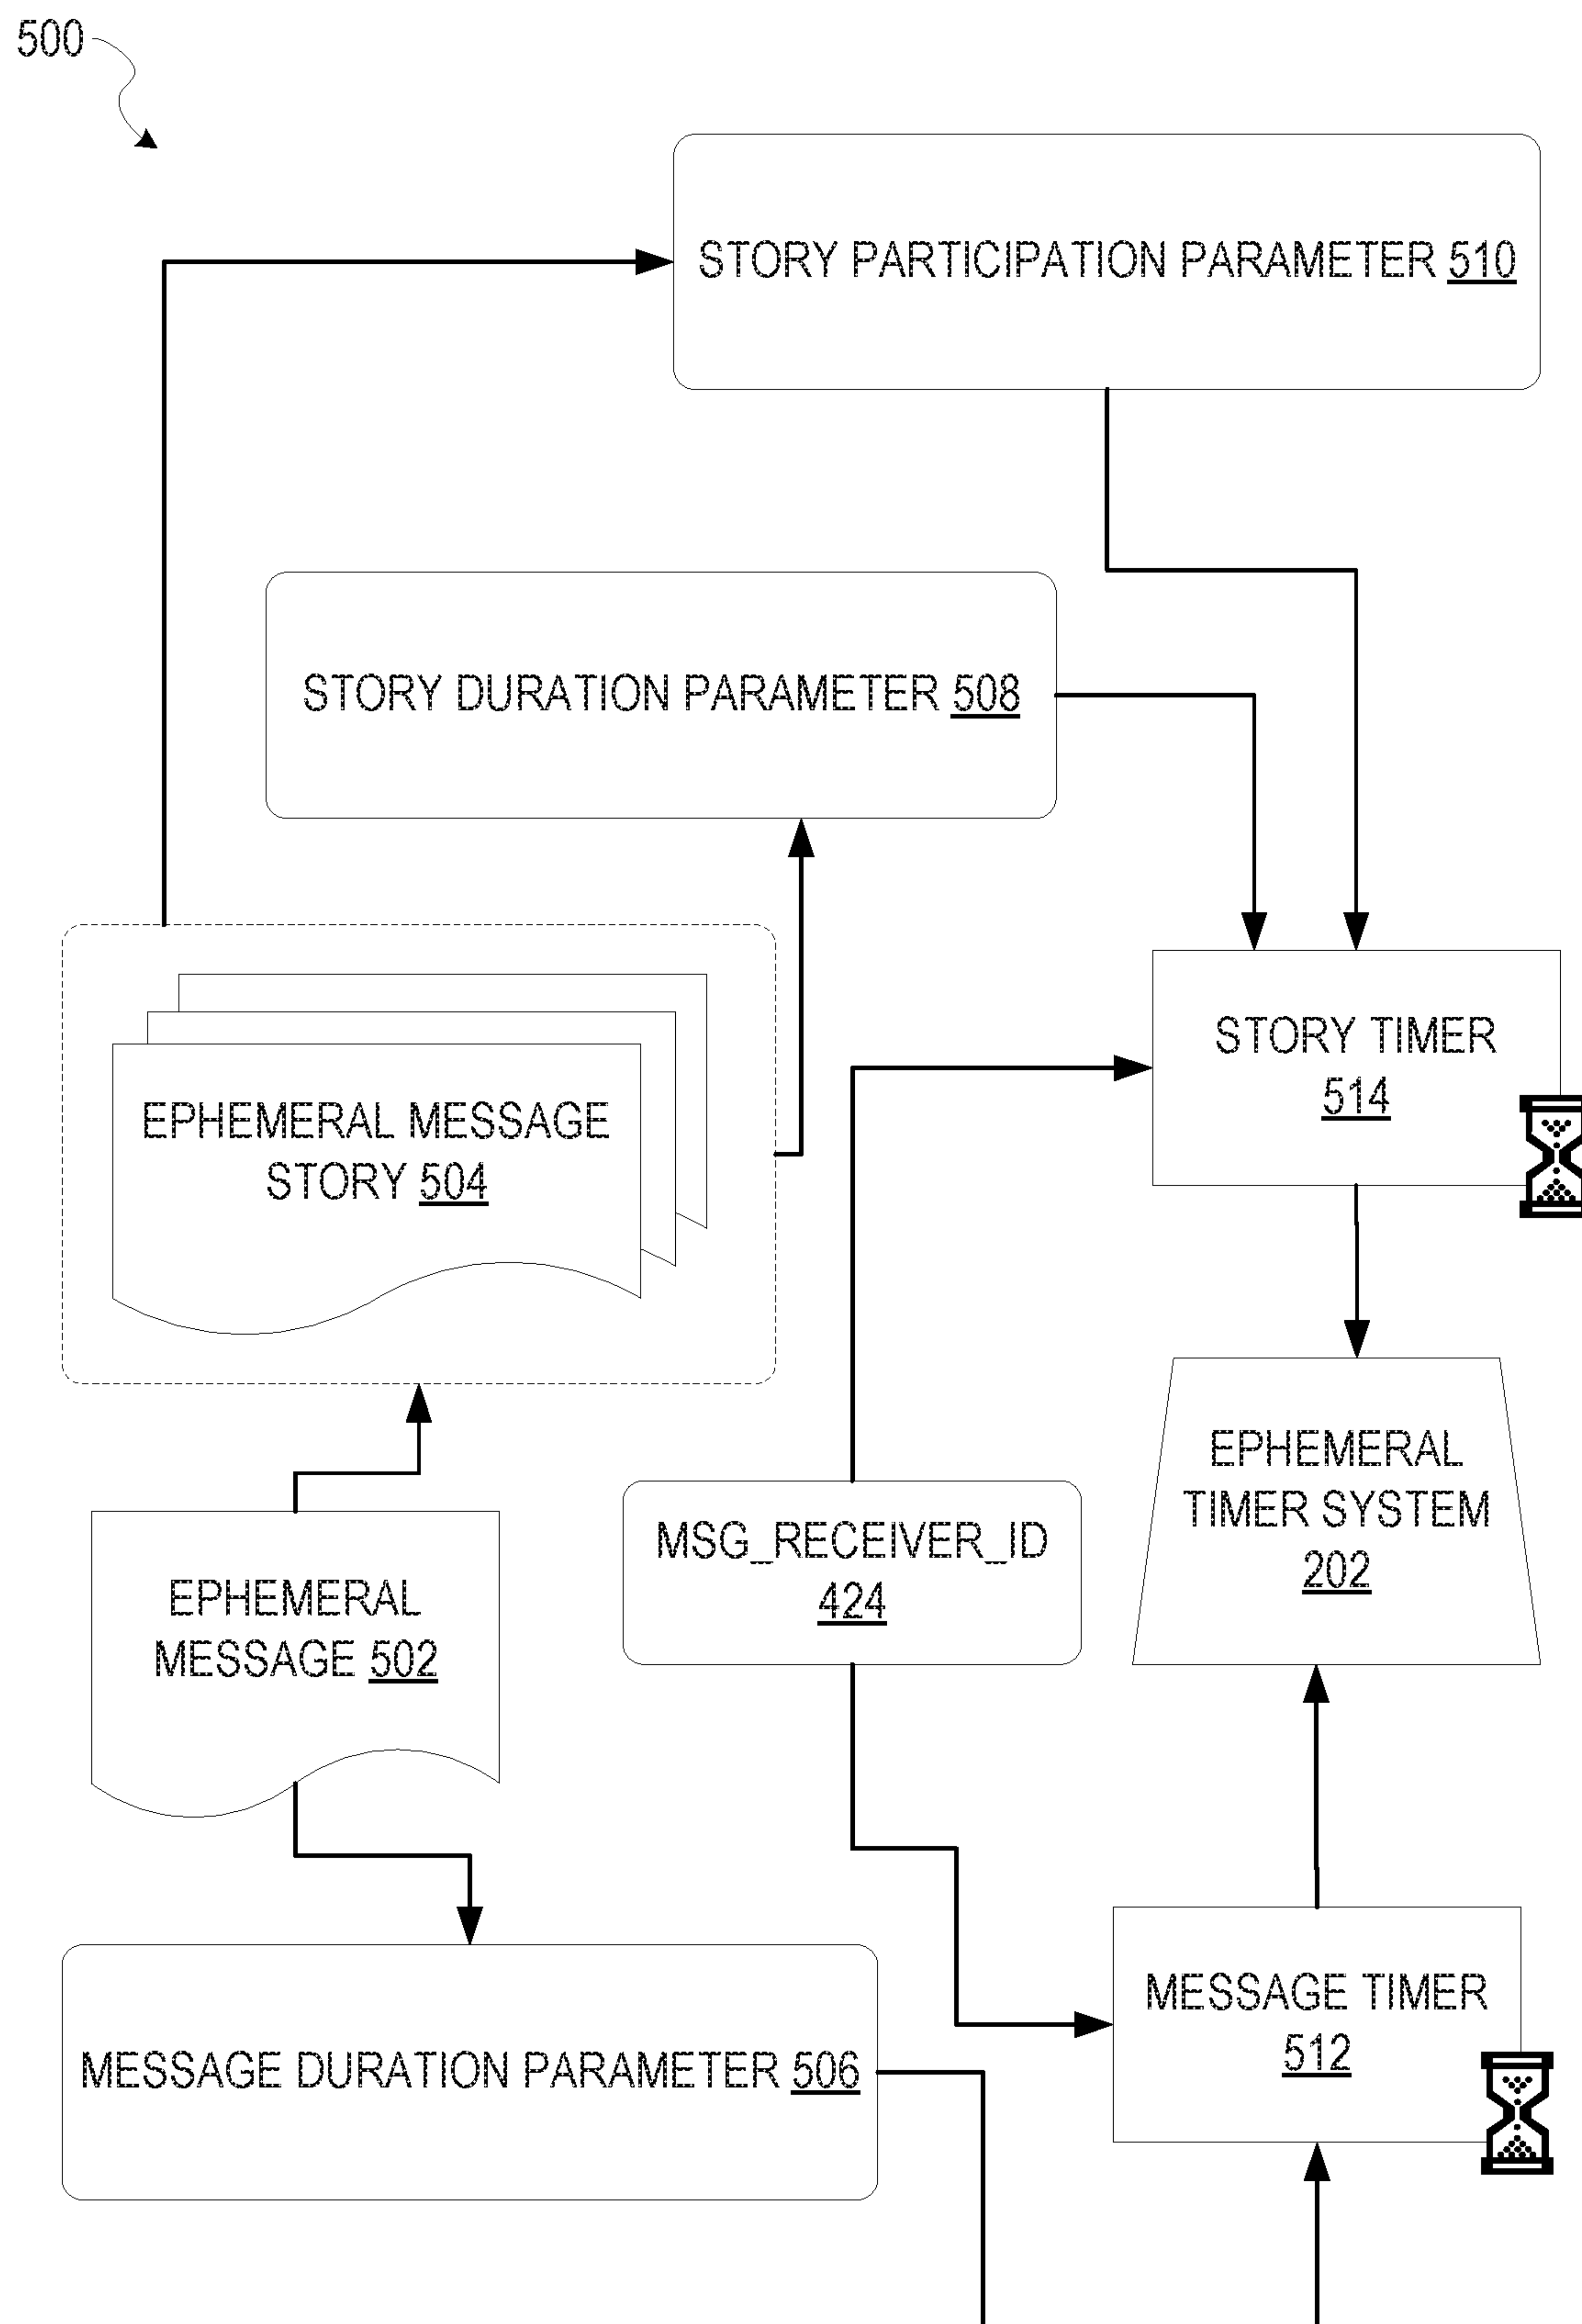 500
STORY PARTICIPATION PARAMETER 510
STORY DURATION PARAMETER 508
STORY TIMER
514
EPHEMERAL MESSAGE
STORY 504
EPHEMERAL
TIMER SYSTEM
202
MSG_RECEIVER_ID
424
EPHEMERAL
MESSAGE 502
MESSAGE TIMER
512
MESSAGE DURATION PARAMETER 506